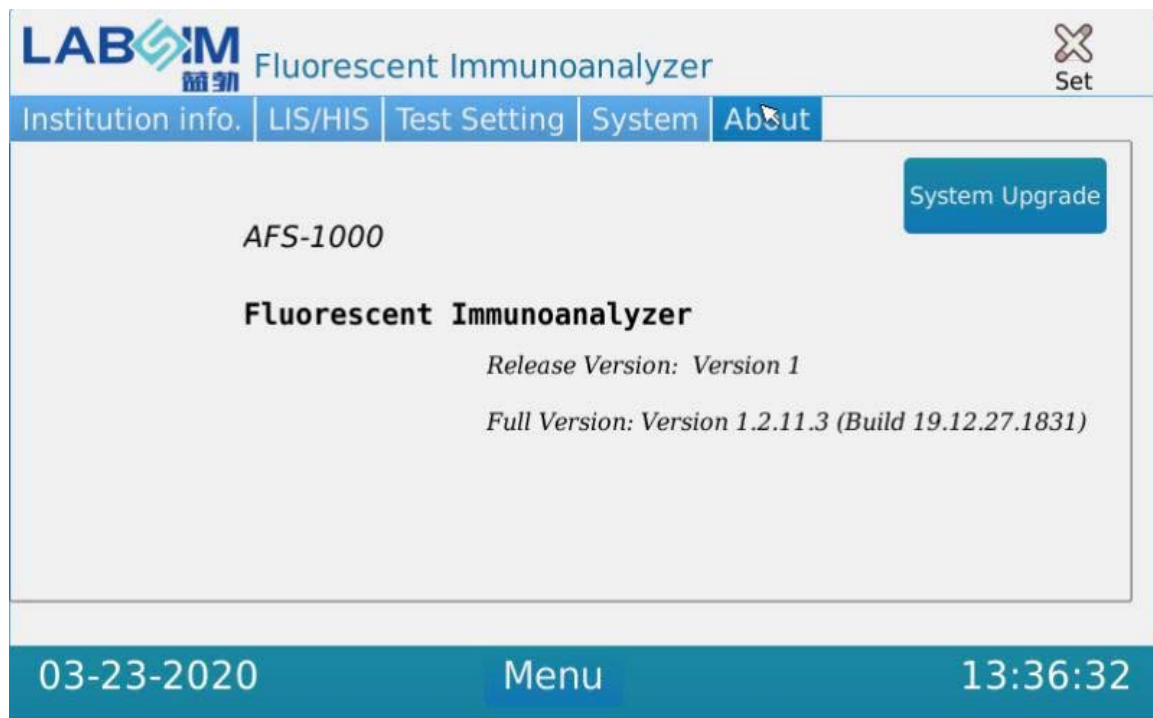 LABSIM
Fluorescent Immunoanalyzer
Set
Institution info. LIS/HIS Test Setting System About
System Upgrade
AFS-1000
Fluorescent Immunoanalyzer
Release Version: Version 1
Full Version: Version 1.2.11.3 (Build 19.12.27.1831)
03-23-2020 Menu 13:36:32